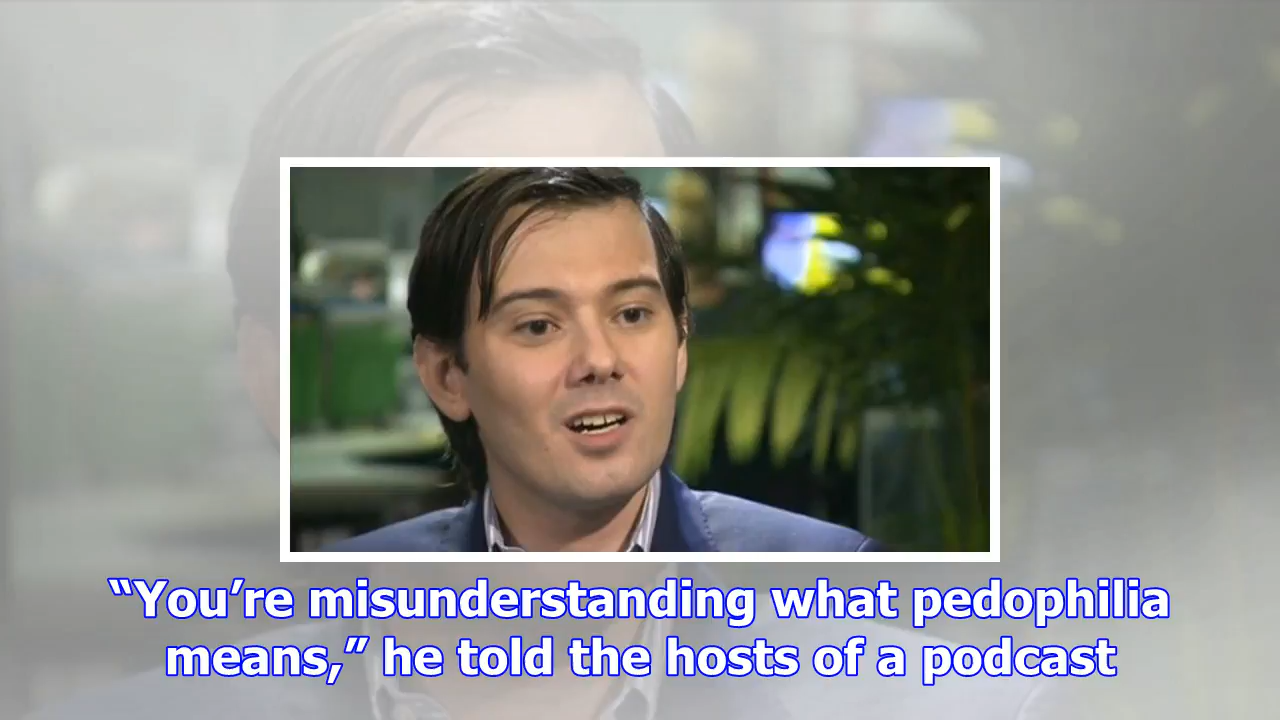 “You’re misunderstanding what pedophilia
means,” he told the hosts of a podcast